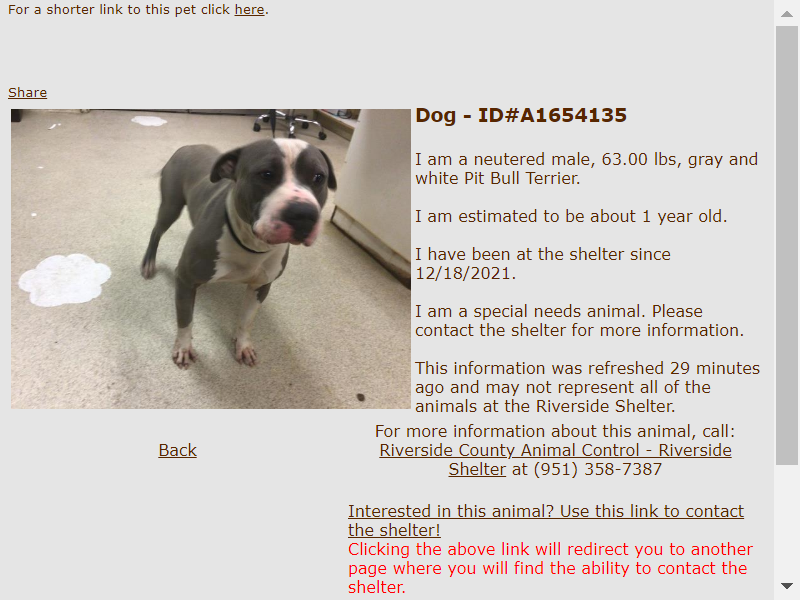 For a shorter link to this pet click here.
Share
Dog - ID#A1654135
I am a neutered male, 63.00 lbs, gray and
white Pit Bull Terrier.
I am estimated to be about 1 year old.
I have been at the shelter since
12/18/2021.
I am a special needs animal. Please
contact the shelter for more information.
This information was refreshed 29 minutes
ago and may not represent all of the
animals at the Riverside Shelter.
Back
For more information about this animal, call:
Riverside County Animal Control - Riverside
Shelter at (951) 358-7387
Interested in this animal? Use this link to contact
the shelter!
Clicking the above link will redirect you to another
page where you will find the ability to contact the
shelter.